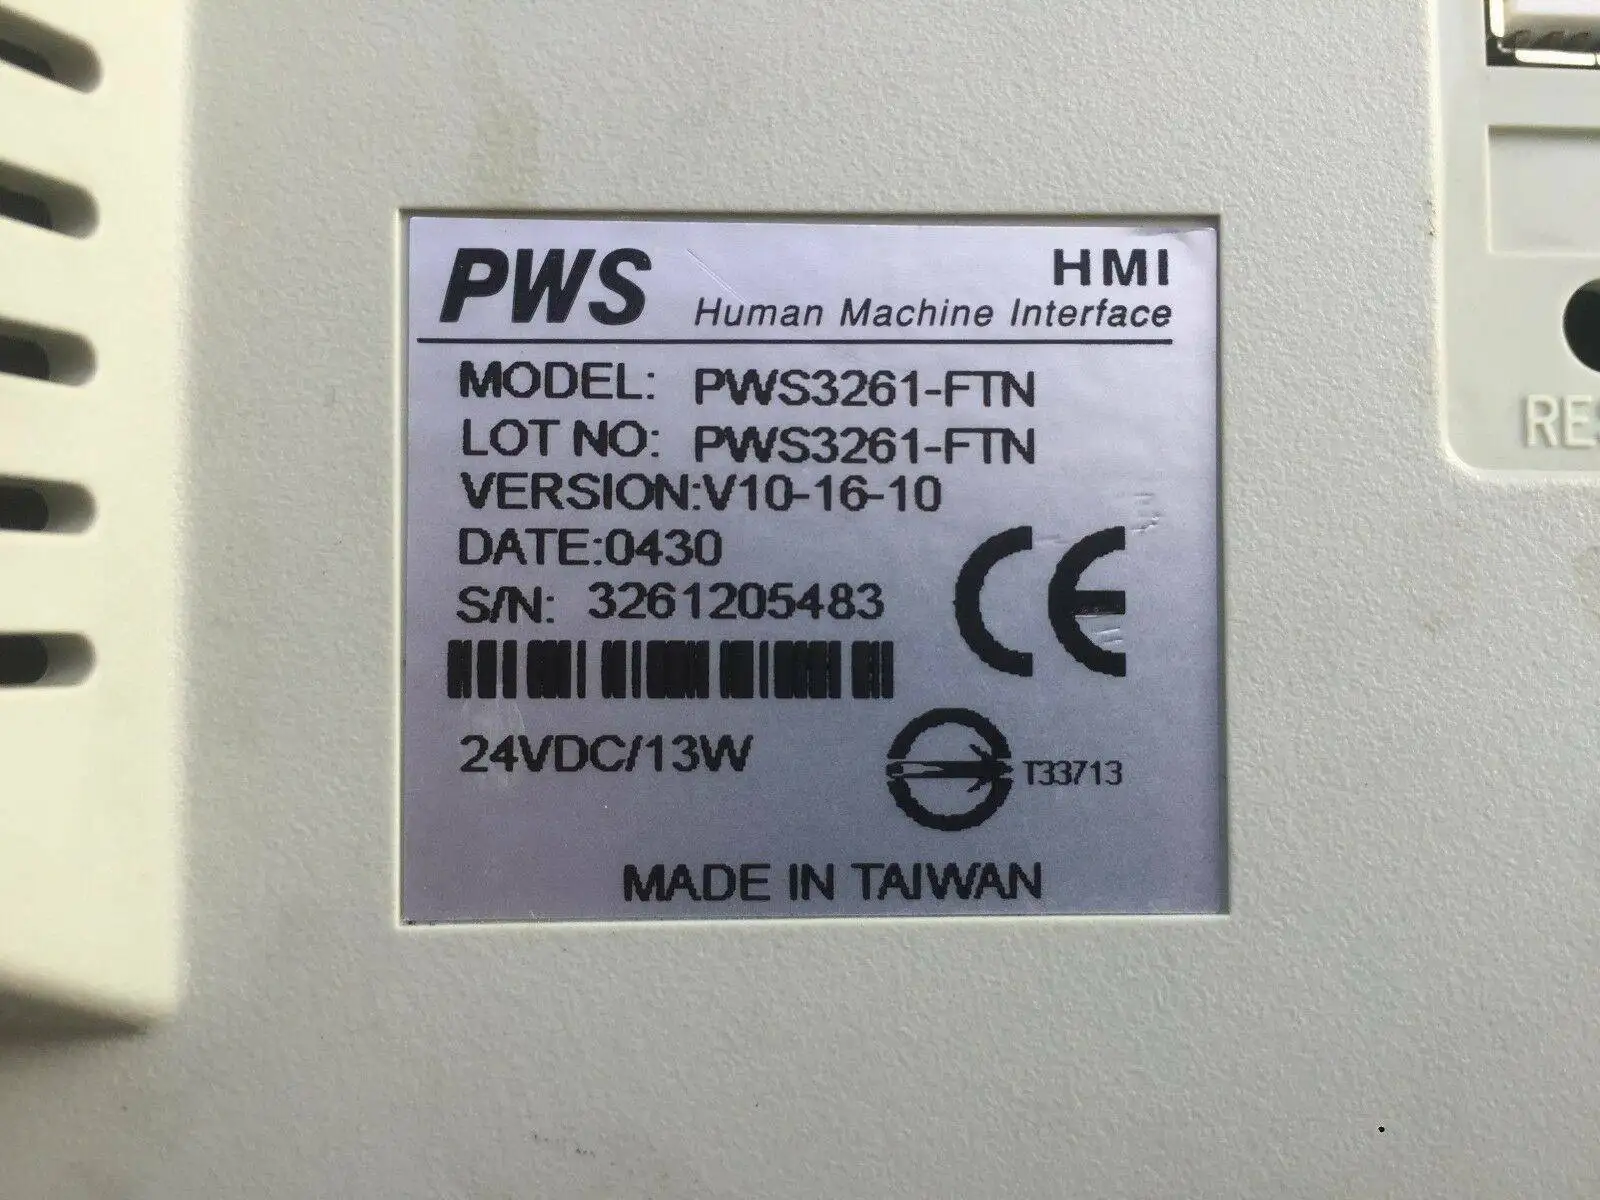 PWS
HMI
Human Machine Interface
MODEL: PWS3261-FTN
LOT NO: PWS3261-FTN
VERSION:V10-16-10
DATE:0430
S/N: 3261205483
24VDC/13W
CE
T33713
MADE IN TAIWAN